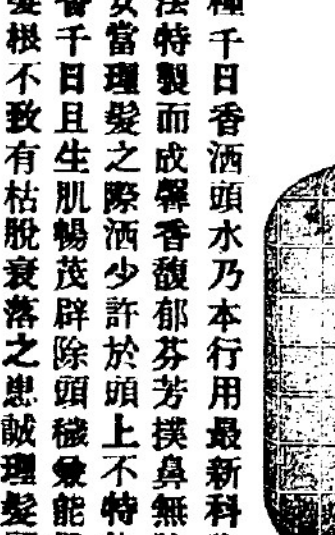 種千日香洒頭水乃本行用最新科
法特製而成馨香馥郁芬芳撲鼻無
當理髮之際洒少許於頭上不特
香千日且生肌暢茂辟除頭穢兼能
髮根不致有枯脫衰落之患誠理髮